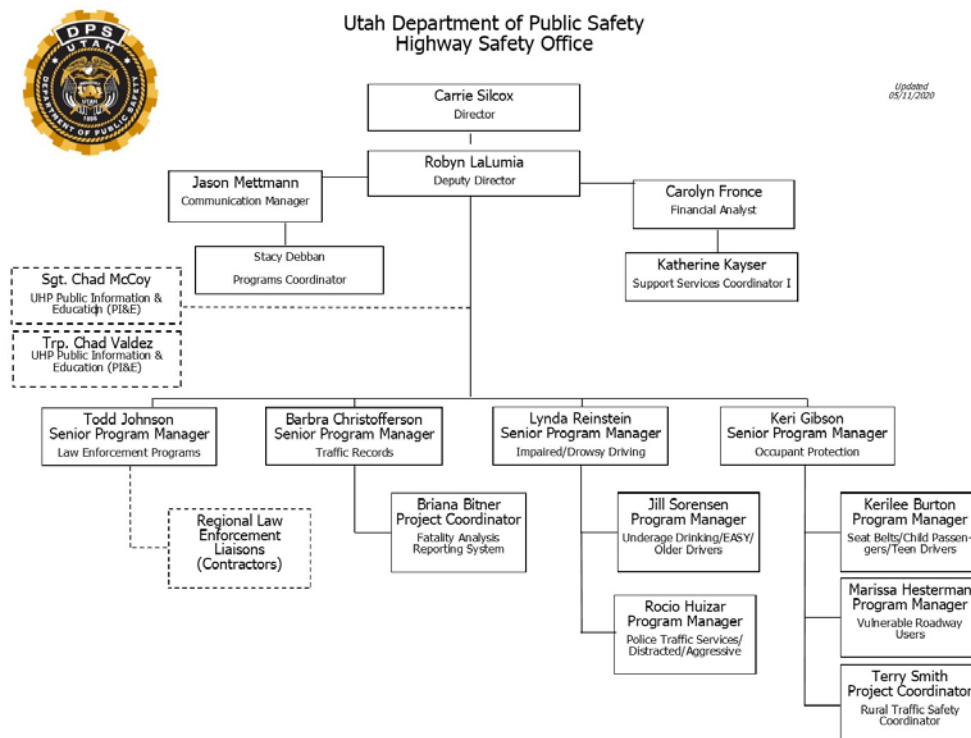 Utah Department of Public Safety
Highway Safety Office
DPS
UTAH
DEPARTMENT OF PUBLIC SAFETY
UTAH
1896
Updated
05/11/2020
Carrie Silcox
Director
Robyn LaLumia
Deputy Director
Jason Mettmann
Communication Manager
Carolyn Fronce
Financial Analyst
Stacy Debban
Programs Coordinator
Katherine Kayser
Support Services Coordinator I
Sgt. Chad McCoy
UHP Public Information &
Education (PI&E)
Trp. Chad Valdez
UHP Public Information &
Education (PI&E)
Todd Johnson
Senior Program Manager
Law Enforcement Programs
Barbra Christofferson
Senior Program Manager
Traffic Records
Lynda Reinstein
Senior Program Manager
Impaired/Drowsy Driving
Keri Gibson
Senior Program Manager
Occupant Protection
Regional Law
Enforcement
Liaisons
(Contractors)
Briana Bitner
Project Coordinator
Fatality Analysis
Reporting System
Jill Sorensen
Program Manager
Underage Drinking/EASY/
Older Drivers
Rocio Huizar
Program Manager
Police Traffic Services/
Distracted/Aggressive
Kerilee Burton
Program Manager
Seat Belts/Child Passen-
gers/Teen Drivers
Marissa Hesterman
Program Manager
Vulnerable Roadway
Users
Terry Smith
Project Coordinator
Rural Traffic Safety
Coordinator